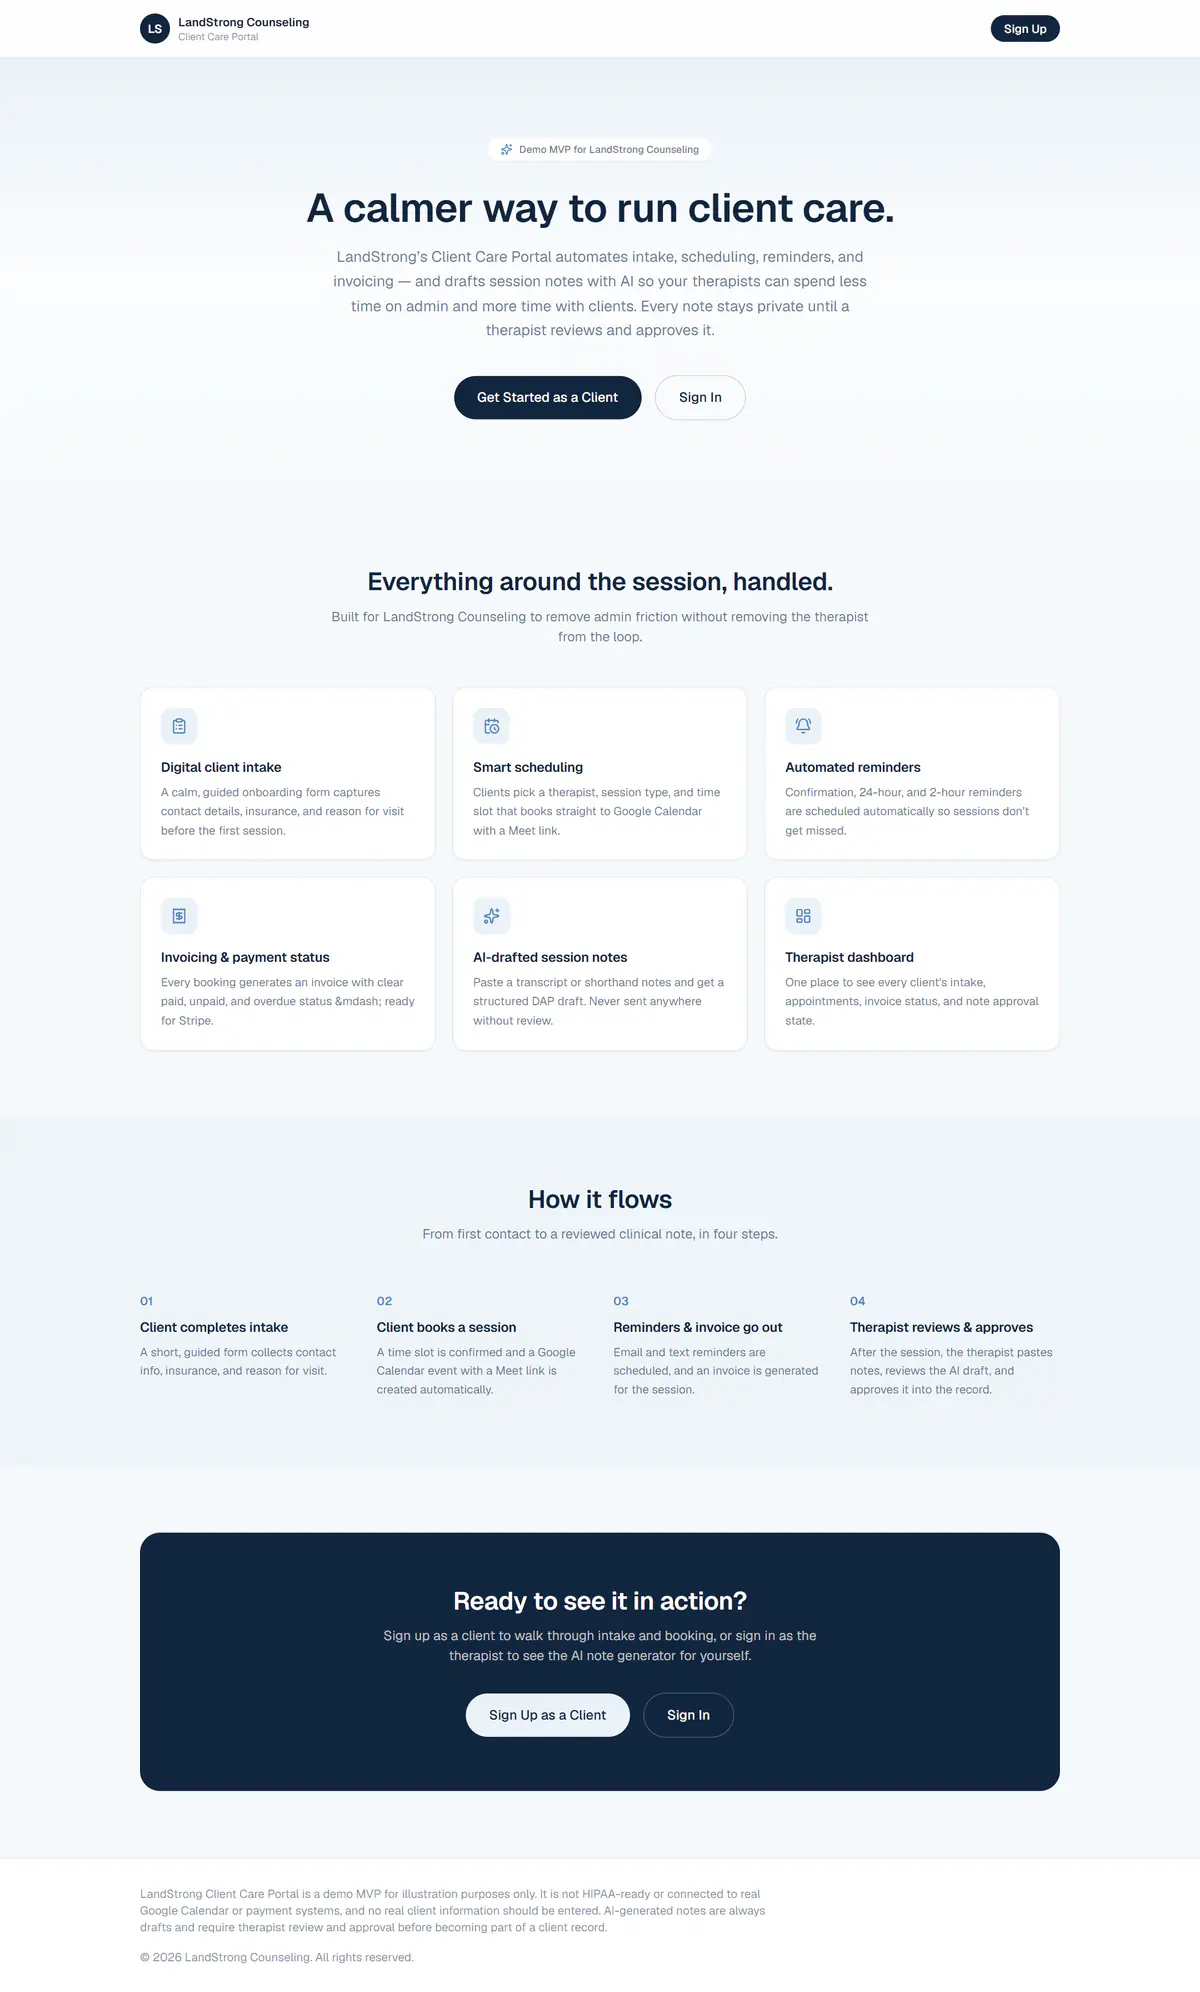 LS
LandStrong Counseling
Client Care Portal
Sign Up
Demo MVP for LandStrong Counseling
A calmer way to run client care.
LandStrong's Client Care Portal automates intake, scheduling, reminders, and
invoicing — and drafts session notes with AI so your therapists can spend less
time on admin and more time with clients. Every note stays private until a
therapist reviews and approves it.
Get Started as a Client
Sign In
Everything around the session, handled.
Built for LandStrong Counseling to remove admin friction without removing the therapist
from the loop.
Digital client intake
A calm, guided onboarding form captures
contact details, insurance, and reason for visit
before the first session.
Smart scheduling
Clients pick a therapist, session type, and time
slot that books straight to Google Calendar
with a Meet link.
Automated reminders
Confirmation, 24-hour, and 2-hour reminders
are scheduled automatically so sessions don't
get missed.
Invoicing & payment status
Every booking generates an invoice with clear
paid, unpaid, and overdue status &mdash; ready
for Stripe.
AI-drafted session notes
Paste a transcript or shorthand notes and get a
structured DAP draft. Never sent anywhere
without review.
Therapist dashboard
One place to see every client's intake,
appointments, invoice status, and note approval
state.
How it flows
From first contact to a reviewed clinical note, in four steps.
01
Client completes intake
A short, guided form collects contact
info, insurance, and reason for visit.
02
Client books a session
A time slot is confirmed and a Google
Calendar event with a Meet link is
created automatically.
03
Reminders & invoice go out
Email and text reminders are
scheduled, and an invoice is generated
for the session.
04
Therapist reviews & approves
After the session, the therapist pastes
notes, reviews the AI draft, and
approves it into the record.
Ready to see it in action?
Sign up as a client to walk through intake and booking, or sign in as the
therapist to see the AI note generator for yourself.
Sign Up as a Client
Sign In
LandStrong Client Care Portal is a demo MVP for illustration purposes only. It is not HIPAA-ready or connected to real
Google Calendar or payment systems, and no real client information should be entered. AI-generated notes are always
drafts and require therapist review and approval before becoming part of a client record.
© 2026 LandStrong Counseling. All rights reserved.